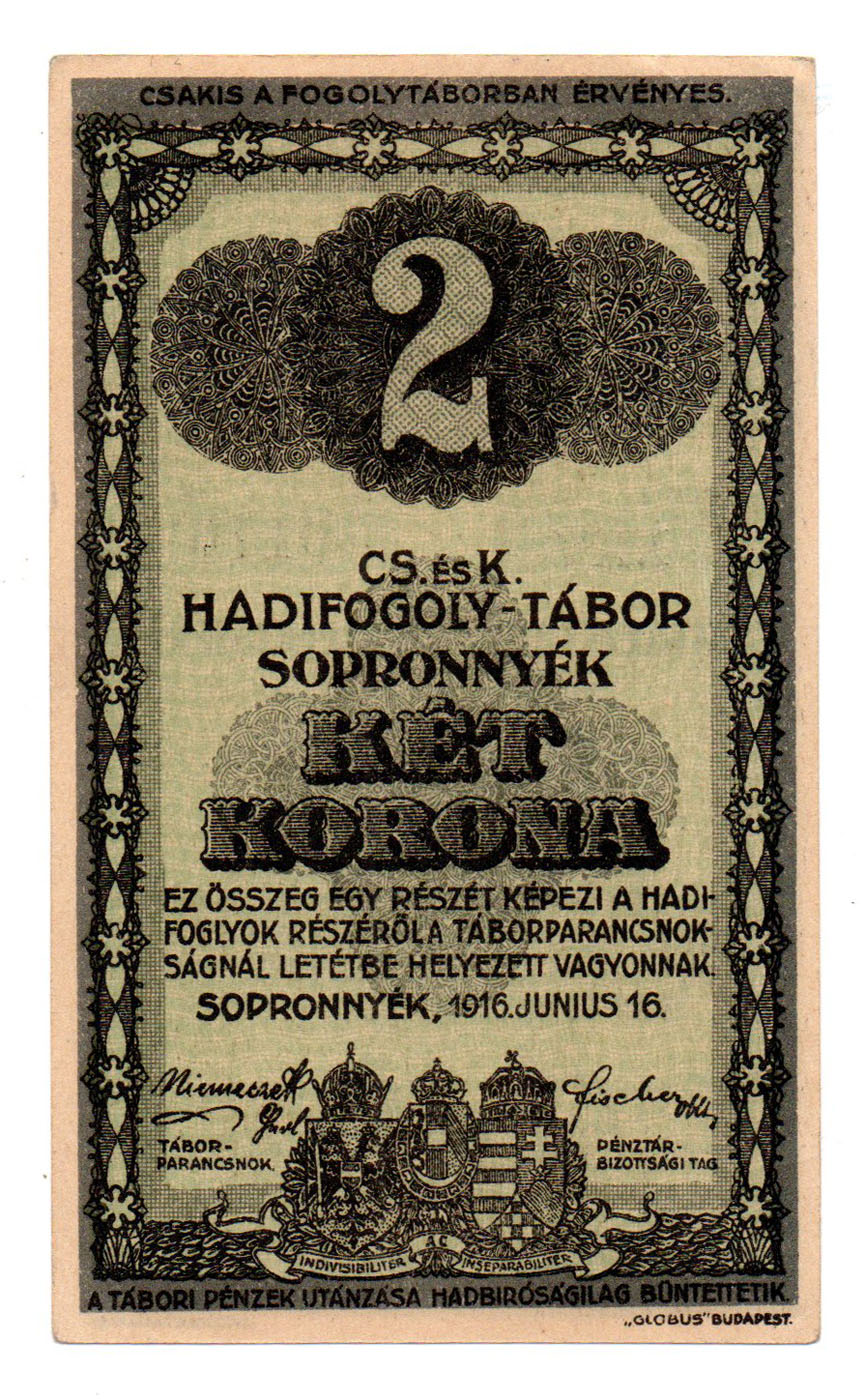 CSAKIS A FOGOLYTÁBORBAN ÉRVÉNYES.
2
CS. és K.
HADIFOGOLY-TÁBOR
SOPRONNYÉK
KÉT
KORONA
EZ ÖSSZEG EGY RÉSZÉT KÉPEZI A HADI-
FOGLYOK RÉSZÉRŐL A TÁBORPARANCSNOK-
SÁGNÁL LETÉTBE HELYEZETT VAGYONNAK.
SOPRONNYÉK, 1916. JUNIUS 16.
Fischer
TÁBOR-
PARANCSNOK.
PÉNZTÁR-
BIZOTTSÁGI TAG
INDIVISIBILITER AC INSEPARABILITER
A TÁBORI PÉNZEK UTÁNZÁSA HADBIRÓSÁGILAG BÜNTETTETIK.
„GLOBUS" BUDAPEST.